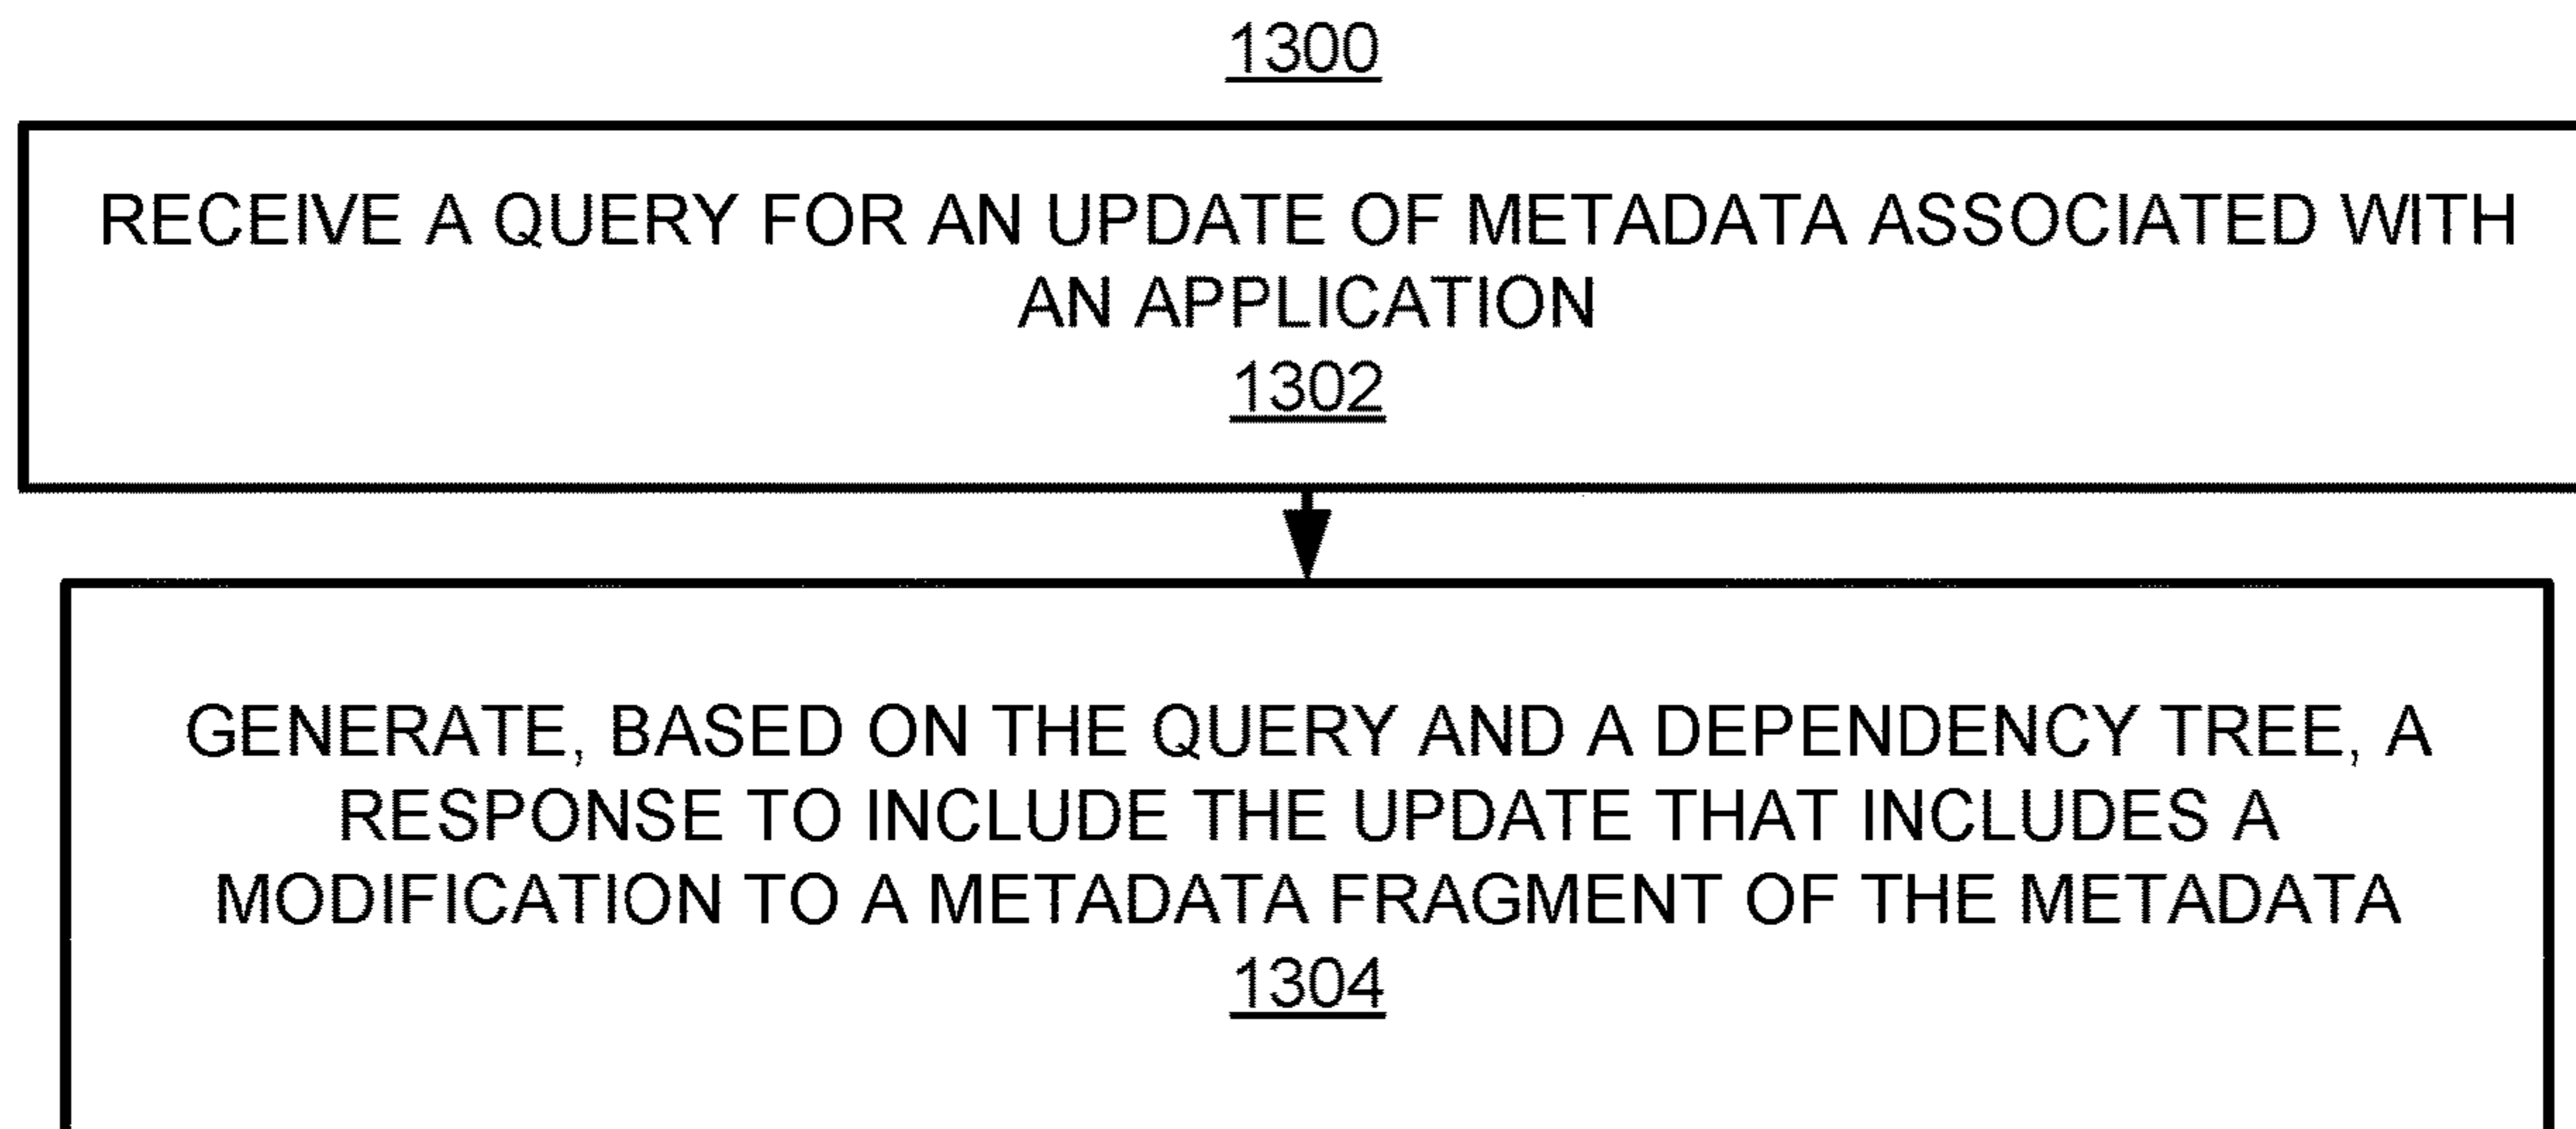 1300
RECEIVE A QUERY FOR AN UPDATE OF METADATA ASSOCIATED WITH
AN APPLICATION
1302
GENERATE, BASED ON THE QUERY AND A DEPENDENCY TREE, A
RESPONSE TO INCLUDE THE UPDATE THAT INCLUDES A
MODIFICATION TO A METADATA FRAGMENT OF THE METADATA
1304